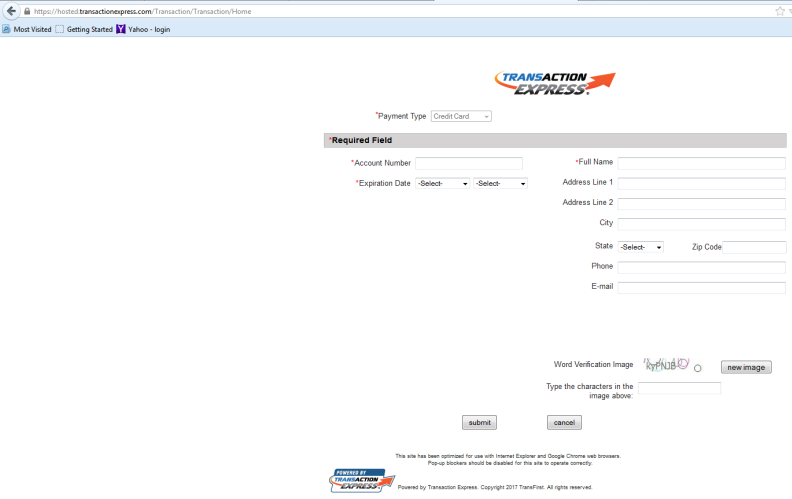 https://hosted.transactionexpress.com/Transaction/Transaction/Home
Most Visited Getting Started Yahoo - login
TRANSACTION
EXPRESS.
*Payment Type Credit Card
*Required Field
*Account Number
*Full Name
*Expiration Date -Select- -Select-
Address Line 1
Address Line 2
City
State -Select- Zip Code
Phone
E-mail
Word Verification Image
new image
Type the characters in the
image above:
submit cancel
This site has been optimized for use with Internet Explorer and Google Chrome web browsers.
Pop-up blockers should be disabled for this site to operate correctly.
POWERED BY
TRANSACTION
EXPRESS.
Powered by Transaction Express. Copyright 2017 TransFirst. All rights reserved.